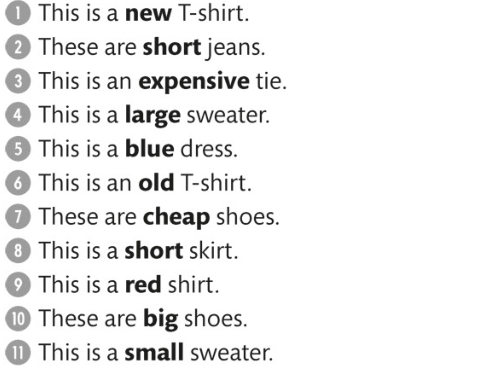 1 This is a new T-shirt.
2 These are short jeans.
3 This is an expensive tie.
4 This is a large sweater.
5 This is a blue dress.
6 This is an old T-shirt.
7 These are cheap shoes.
8 This is a short skirt.
9 This is a red shirt.
10 These are big shoes.
11 This is a small sweater.